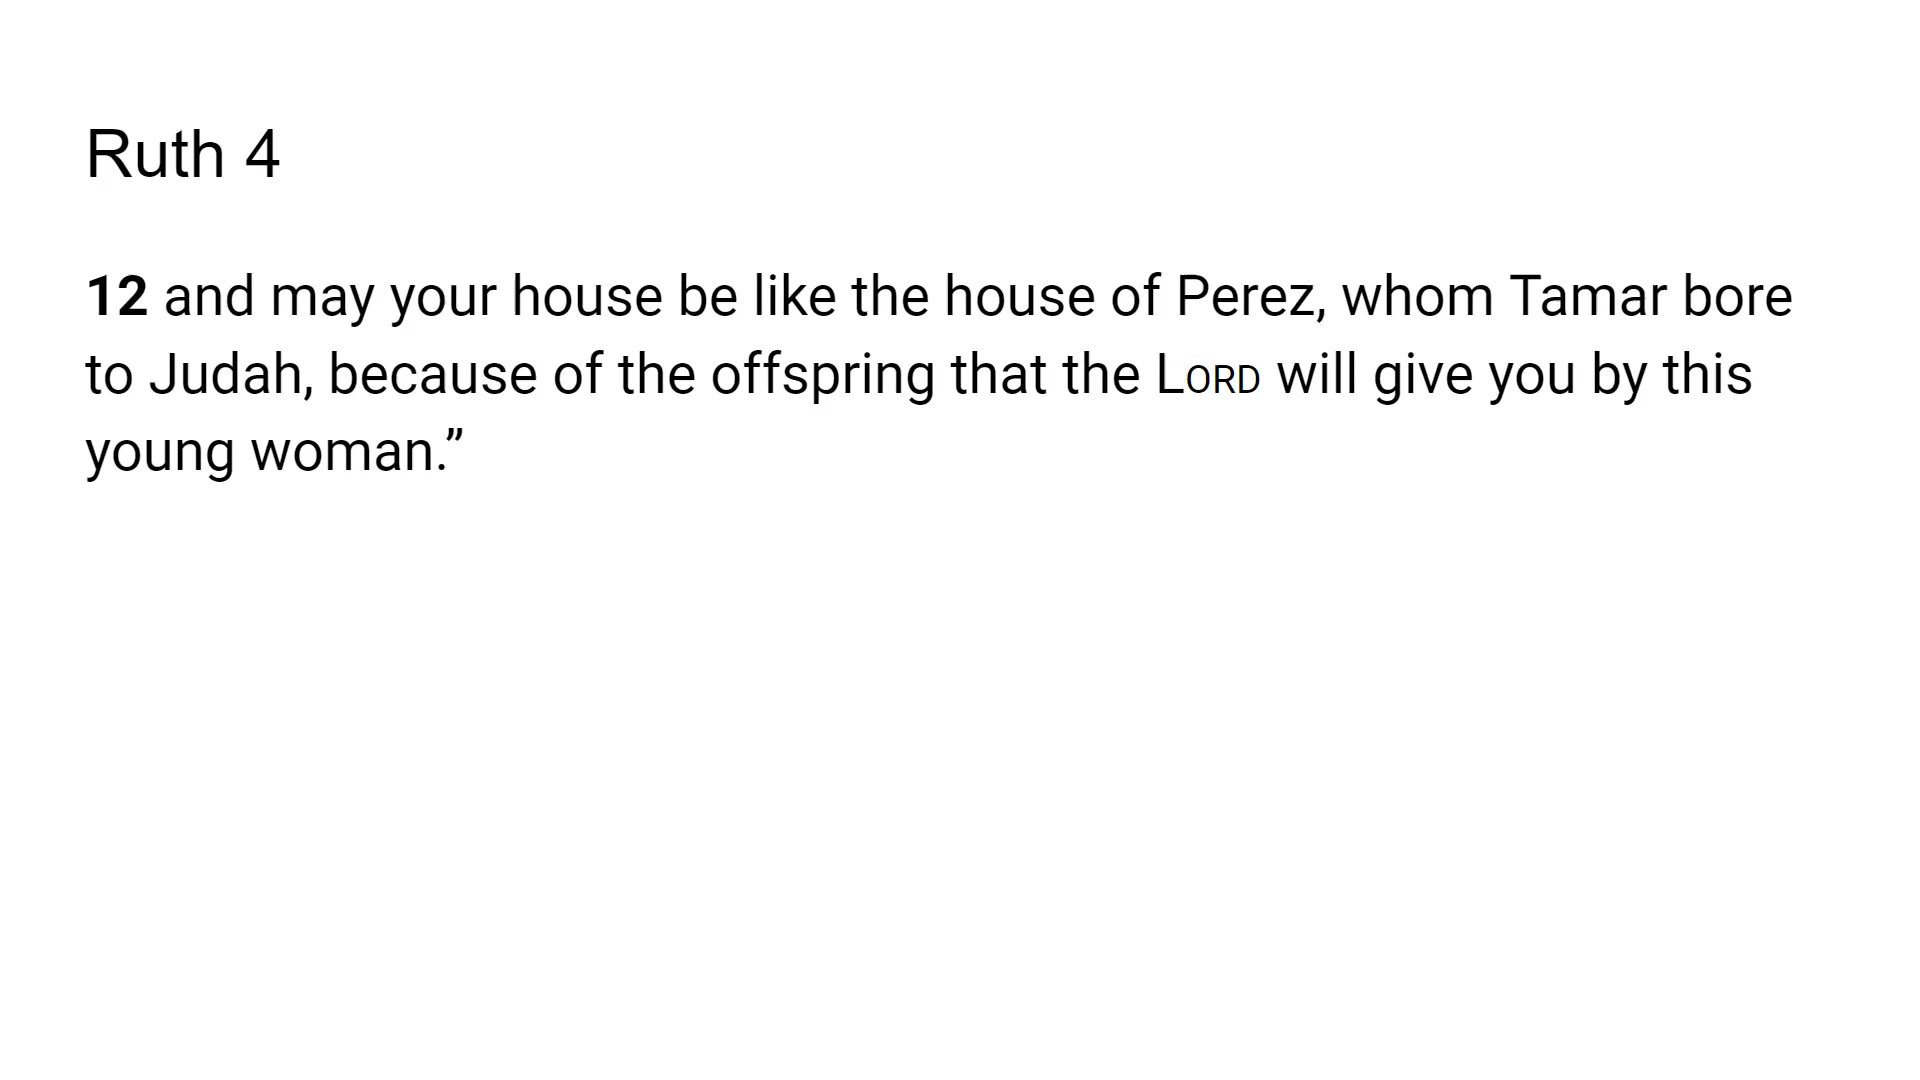 Ruth 4
12 and may your house be like the house of Perez, whom Tamar bore
to Judah, because of the offspring that the LORD will give you by this
young woman.”